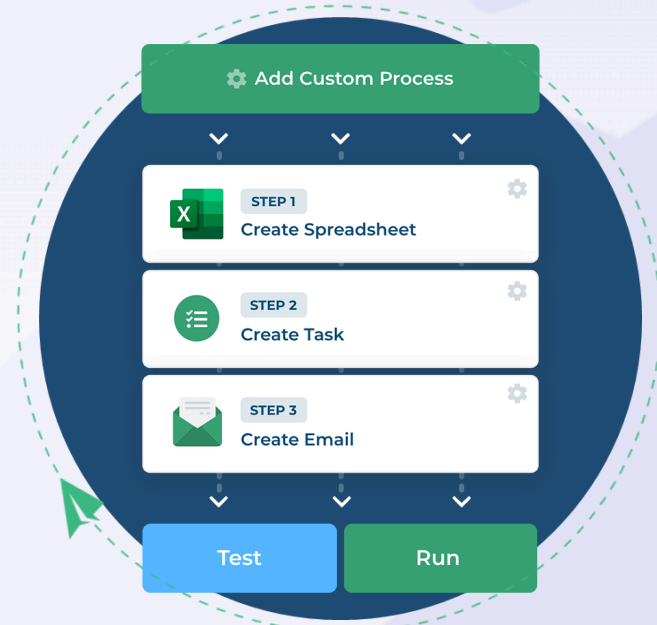 Add Custom Process
X
STEP 1
Create Spreadsheet
STEP 2
Create Task
STEP 3
Create Email
Test
Run